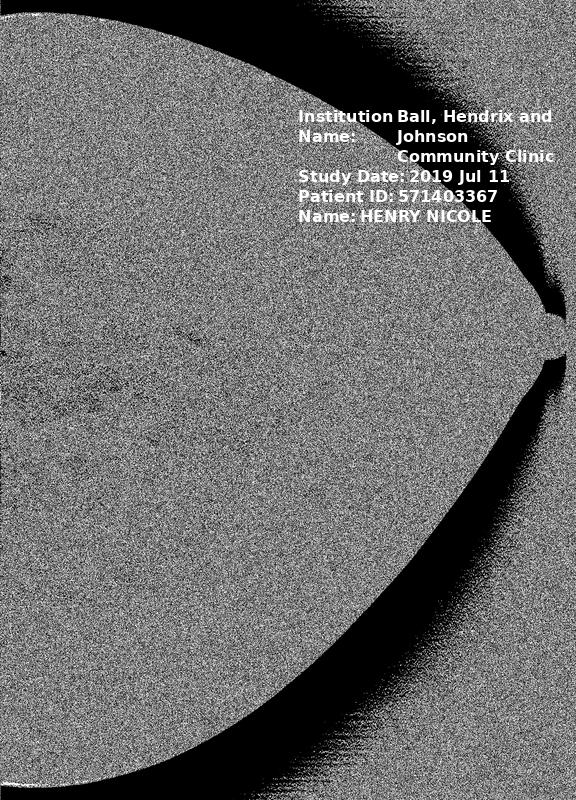 Institution Ball, Hendrix and
Name: Johnson
Community Clinic
Study Date: 2019 Jul 11
Patient ID: 571403367
Name: HENRY NICOLE